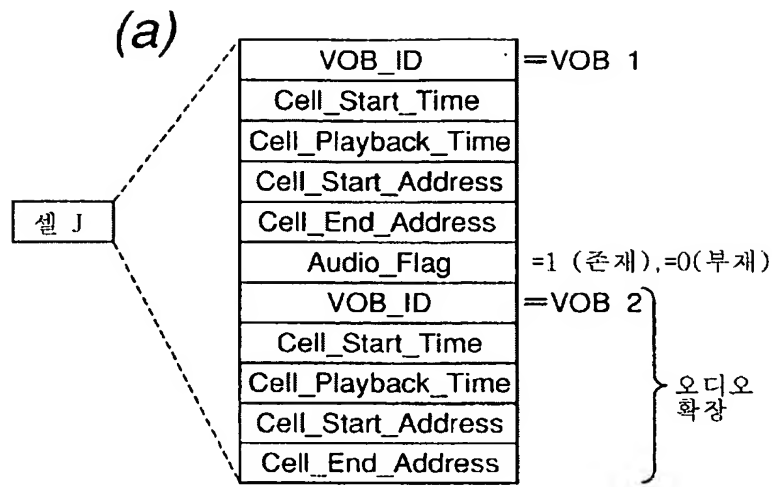 (a)
VOB_ID =VOB 1
Cell_Start_Time
Cell_Playback_Time
Cell_Start_Address
셀 J
Cell_End_Address
Audio_Flag =1 (존재),=0(부재)
VOB_ID =VOB 2
Cell_Start_Time
Cell_Playback_Time
오디오
확장
Cell_Start_Address
Cell_End_Address